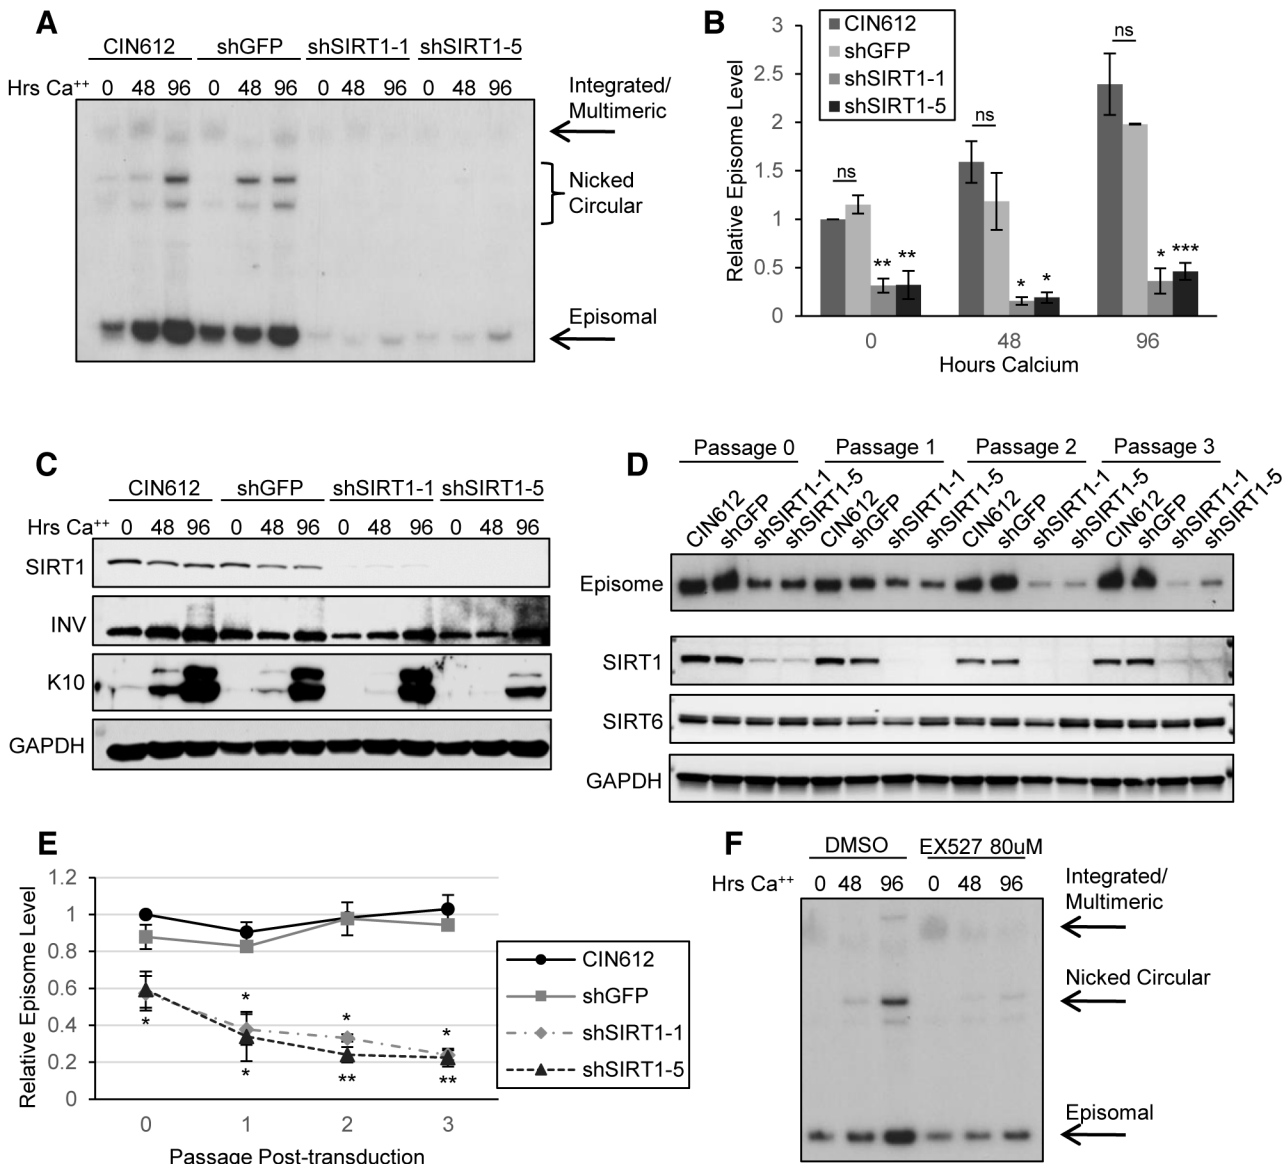 A
CIN612 shGFP shSIRT1-1 shSIRT1-5
Hrs Ca++ 0 48 96 0 48 96 0 48 96 0 48 96
Integrated/
Multimeric
Nicked
Circular
Episomal
B
CIN612
shGFP
shSIRT1-1
shSIRT1-5
Relative Episome Level
3
2.5
2
1.5
1
0.5
0
ns
** **
ns
* *
ns
* ***
0 48 96
Hours Calcium
C
CIN612 shGFP shSIRT1-1 shSIRT1-5
Hrs Ca++ 0 48 96 0 48 96 0 48 96 0 48 96
SIRT1
INV
K10
GAPDH
D
Passage 0 Passage 1 Passage 2 Passage 3
CIN612 shGFP shSIRT1-1 shSIRT1-5 CIN612 shGFP shSIRT1-1 shSIRT1-5 CIN612 shGFP shSIRT1-1 shSIRT1-5 CIN612 shGFP shSIRT1-1 shSIRT1-5
Episome
SIRT1
SIRT6
GAPDH
E
Relative Episome Level
1.2
1
0.8
0.6
0.4
0.2
0
* * * *
* ** **
0 1 2 3
Passage Post-transduction
CIN612
shGFP
shSIRT1-1
shSIRT1-5
F
DMSO EX527 80uM
Hrs Ca++ 0 48 96 0 48 96
Integrated/
Multimeric
Nicked Circular
Episomal